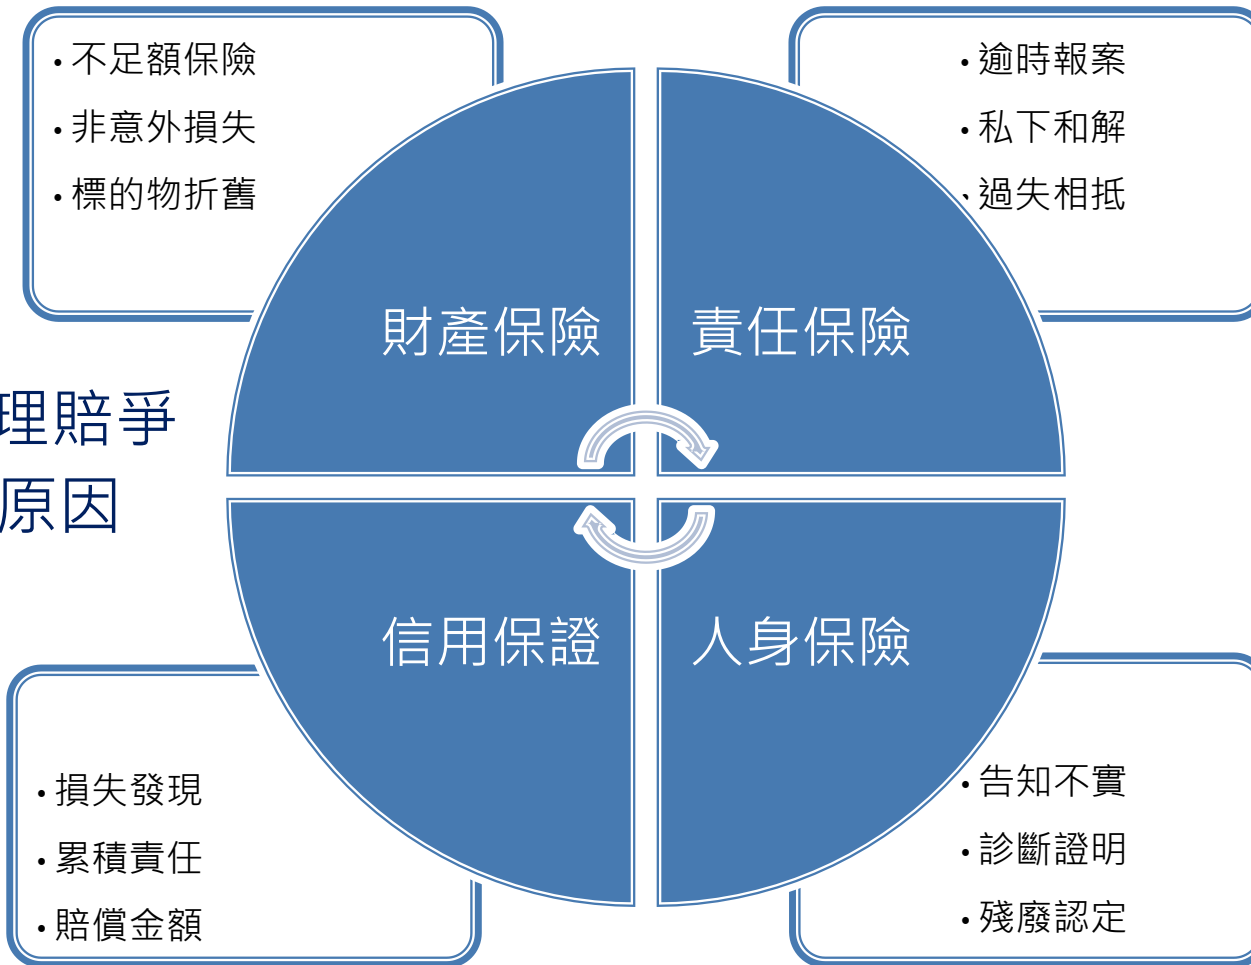 • 不足額保險
• 非意外損失
• 標的物折舊
• 逾時報案
• 私下和解
• 過失相抵
財產保險
責任保險
理賠爭
原因
信用保證
人身保險
• 損失發現
• 累積責任
• 賠償金額
• 告知不實
• 診斷證明
• 殘廢認定